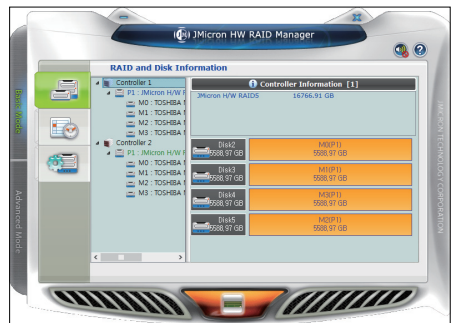 JMicron HW RAID Manager
RAID and Disk Information
Basic Mode
Advanced Mode
Controller 1
P1 : JMicron H/W R
M0 : TOSHIBA
M1 : TOSHIBA
M2 : TOSHIBA
M3 : TOSHIBA
Controller 2
P1 : JMicron H/W R
M0 : TOSHIBA
M1 : TOSHIBA
M2 : TOSHIBA
M3 : TOSHIBA
Controller Information [1]
JMicron H/W RAID5 16766.91 GB
Disk2 5588.97 GB
M0(P1) 5588.97 GB
Disk3 5588.97 GB
M1(P1) 5588.97 GB
Disk4 5588.97 GB
M3(P1) 5588.97 GB
Disk5 5588.97 GB
M2(P1) 5588.97 GB
JMICRON TECHNOLOGY CORPORATION